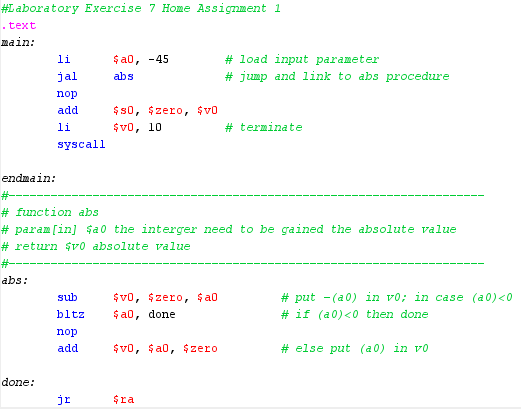 #Laboratory Exercise 7 Home Assignment 1
.text
main:
li $a0, -45 # load input parameter
jal abs # jump and link to abs procedure
nop
add $s0, $zero, $v0
li $v0, 10 # terminate
syscall
endmain:
#--------------------------------------------------------------------
# function abs
# param[in] $a0 the interger need to be gained the absolute value
# return $v0 absolute value
#--------------------------------------------------------------------
abs:
sub $v0, $zero, $a0 # put -(a0) in v0; in case (a0)<0
bltz $a0, done # if (a0)<0 then done
nop
add $v0, $a0, $zero # else put (a0) in v0
done:
jr $ra